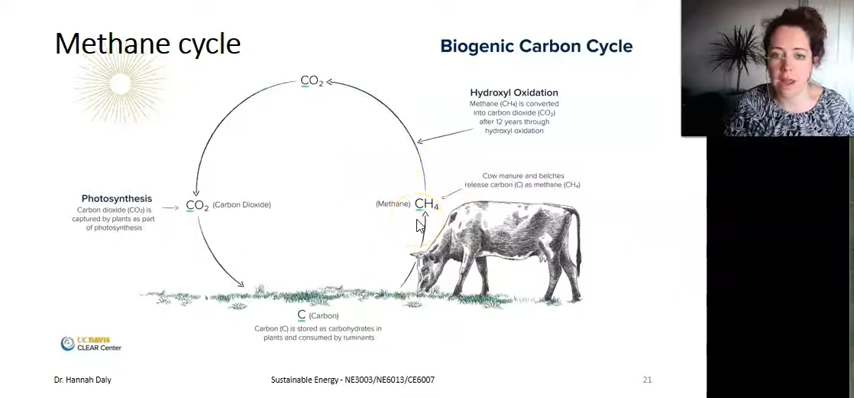 Methane cycle
Biogenic Carbon Cycle
CO₂
Hydroxyl Oxidation
Methane (CH₄) is converted
into carbon dioxide (CO₂)
after 12 years through
hydroxyl oxidation
Cow manure and belches
release carbon (C) as methane (CH₄)
Photosynthesis
Carbon dioxide (CO₂) is
captured by plants as part
of photosynthesis
CO₂ (Carbon Dioxide)
(Methane) CH₄
C (Carbon)
Carbon (C) is stored as carbohydrates in
plants and consumed by ruminants
UCDAVIS
CLEAR Center
Dr. Hannah Daly
Sustainable Energy - NE3003/NE6013/CE6007
21